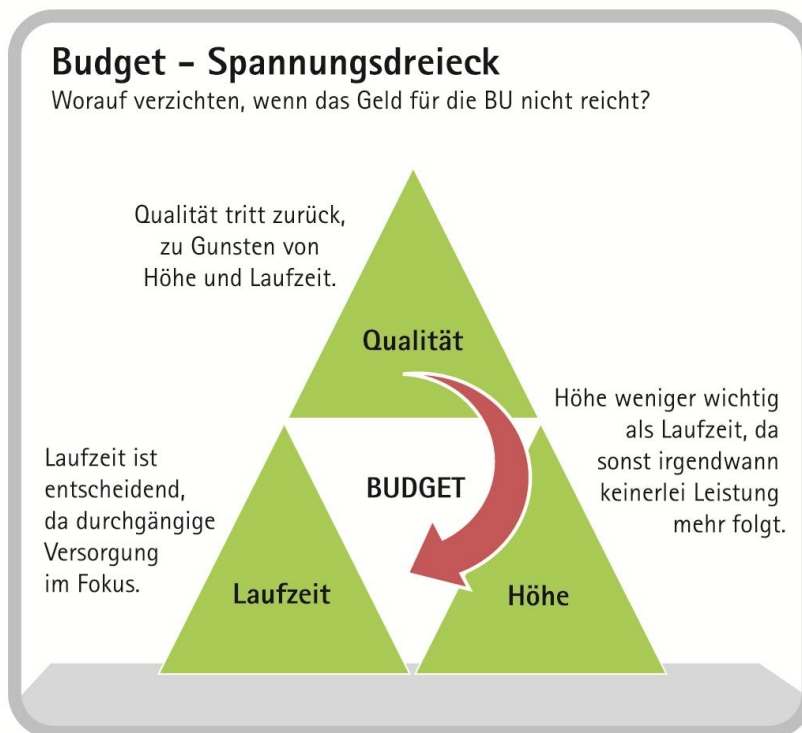 Budget – Spannungsdreieck
Worauf verzichten, wenn das Geld für die BU nicht reicht?
Qualität tritt zurück,
zu Gunsten von
Höhe und Laufzeit.
Qualität
Höhe weniger wichtig
als Laufzeit, da
sonst irgendwann
keinerlei Leistung
mehr folgt.
Laufzeit ist
entscheidend,
da durchgängige
Versorgung
im Fokus.
BUDGET
Laufzeit
Höhe